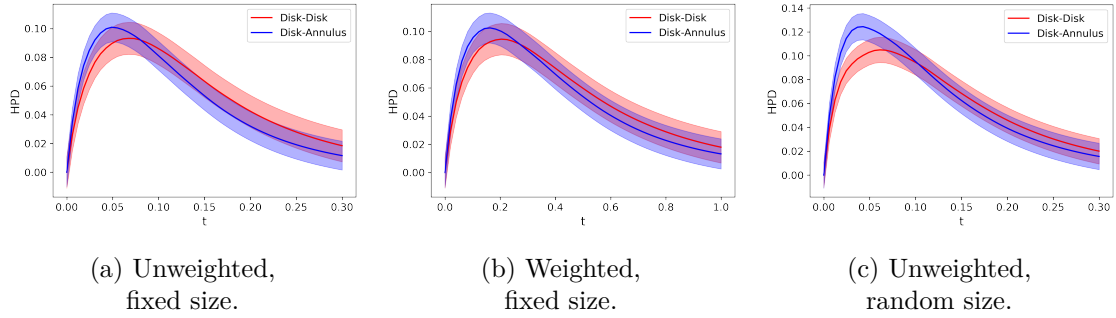 0.10
0.08
0.06
0.04
0.02
0.00
HPD
0.00 0.05 0.10 0.15 0.20 0.25 0.30
t
Disk-Disk
Disk-Annulus
0.10
0.08
0.06
0.04
0.02
0.00
HPD
0.0 0.2 0.4 0.6 0.8 1.0
t
Disk-Disk
Disk-Annulus
0.14
0.12
0.10
0.08
0.06
0.04
0.02
0.00
HPD
0.00 0.05 0.10 0.15 0.20 0.25 0.30
t
Disk-Disk
Disk-Annulus
(a) Unweighted,
fixed size.
(b) Weighted,
fixed size.
(c) Unweighted,
random size.